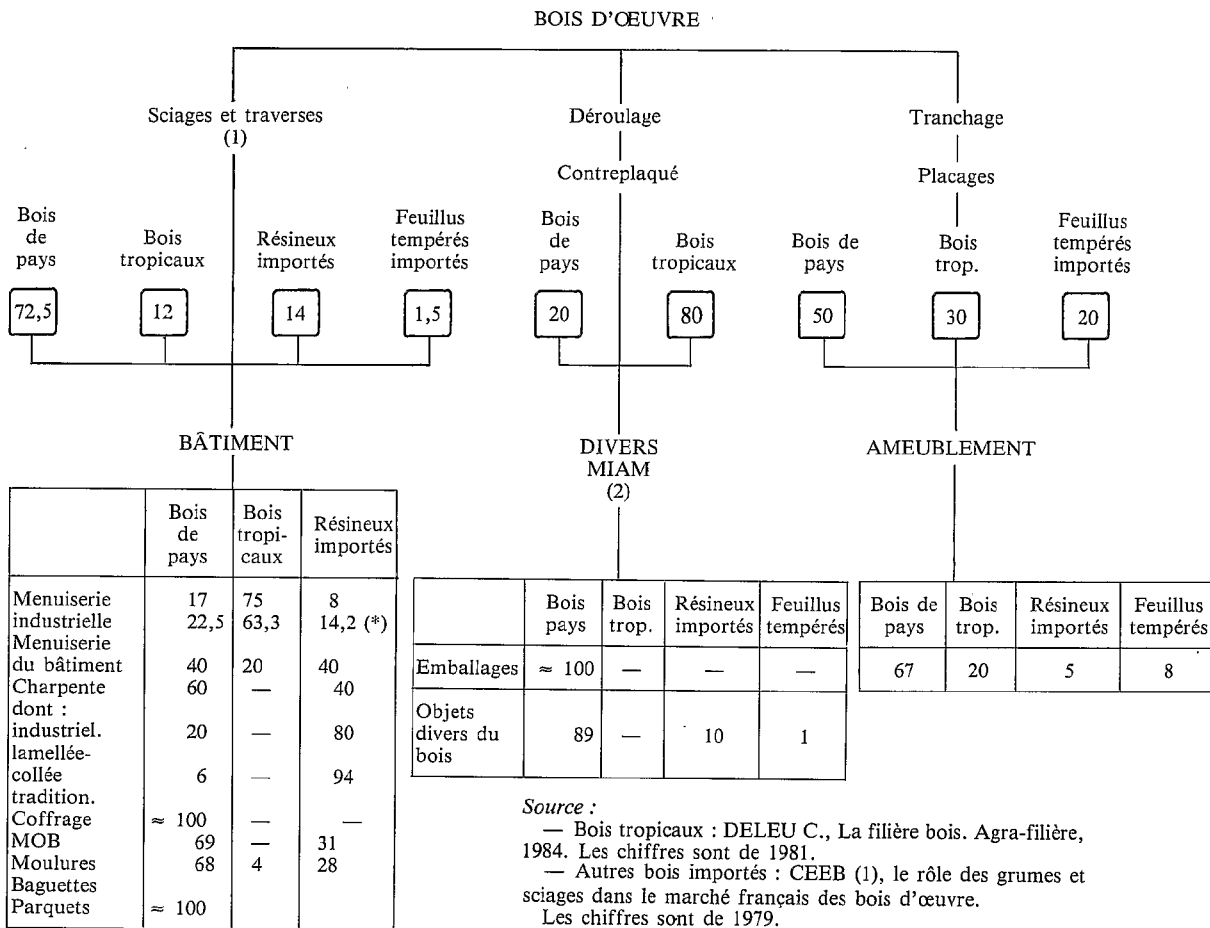 BOIS D'ŒUVRE
Sciages et traverses
(1)
Déroulage
Contreplaqué
Tranchage
Placages
Bois
de
pays
Bois
tropicaux
Résineux
importés
Feuillus
tempérés
importés
Bois
de
pays
Bois
tropicaux
Bois de
pays
Bois
trop.
Feuillus
tempérés
importés
72,5 12 14 1,5 20 80 50 30 20
BÂTIMENT
DIVERS
MIAM
(2)
AMEUBLEMENT
Bois
de
pays
Bois
tropi-
caux
Résineux
importés
Menuiserie 17 75 8
industrielle 22,5 63,3 14,2 (*)
Menuiserie
du bâtiment 40 20 40
Charpente 60 — 40
dont :
industriel. 20 — 80
lamellée-
collée 6 — 94
tradition.
Coffrage ≈ 100 — —
MOB 69 — 31
Moulures 68 4 28
Baguettes
Parquets ≈ 100
Bois
pays
Bois
trop.
Résineux
importés
Feuillus
tempérés
Emballages ≈ 100 — — —
Objets
divers du 89 — 10 1
bois
Bois de
pays
Bois
trop.
Résineux
importés
Feuillus
tempérés
67 20 5 8
Source :
— Bois tropicaux : DELEU C., La filière bois. Agra-filière,
1984. Les chiffres sont de 1981.
— Autres bois importés : CEEB (1), le rôle des grumes et
sciages dans le marché français des bois d'œuvre.
Les chiffres sont de 1979.